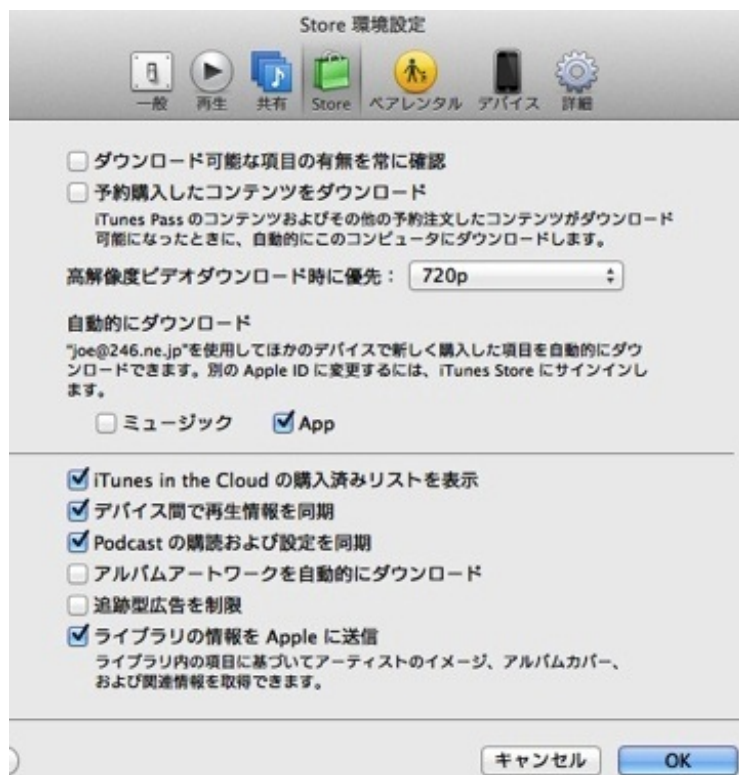 Store 環境設定
一般 再生 共有 Store ペアレンタル デバイス 詳細
ダウンロード可能な項目の有無を常に確認
予約購入したコンテンツをダウンロード
iTunes Pass のコンテンツおよびその他の予約注文したコンテンツがダウンロード
可能になったときに、自動的にこのコンピュータにダウンロードします。
高解像度ビデオダウンロード時に優先： 720p
自動的にダウンロード
"joe@246.ne.jp"を使用してほかのデバイスで新しく購入した項目を自動的にダウ
ンロードできます。別の Apple ID に変更するには、iTunes Store にサインインし
ます。
ミュージック App
iTunes in the Cloud の購入済みリストを表示
デバイス間で再生情報を同期
Podcast の購読および設定を同期
アルバムアートワークを自動的にダウンロード
追跡型広告を制限
ライブラリの情報を Apple に送信
ライブラリ内の項目に基づいてアーティストのイメージ、アルバムカバー、
および関連情報を取得できます。
キャンセル OK